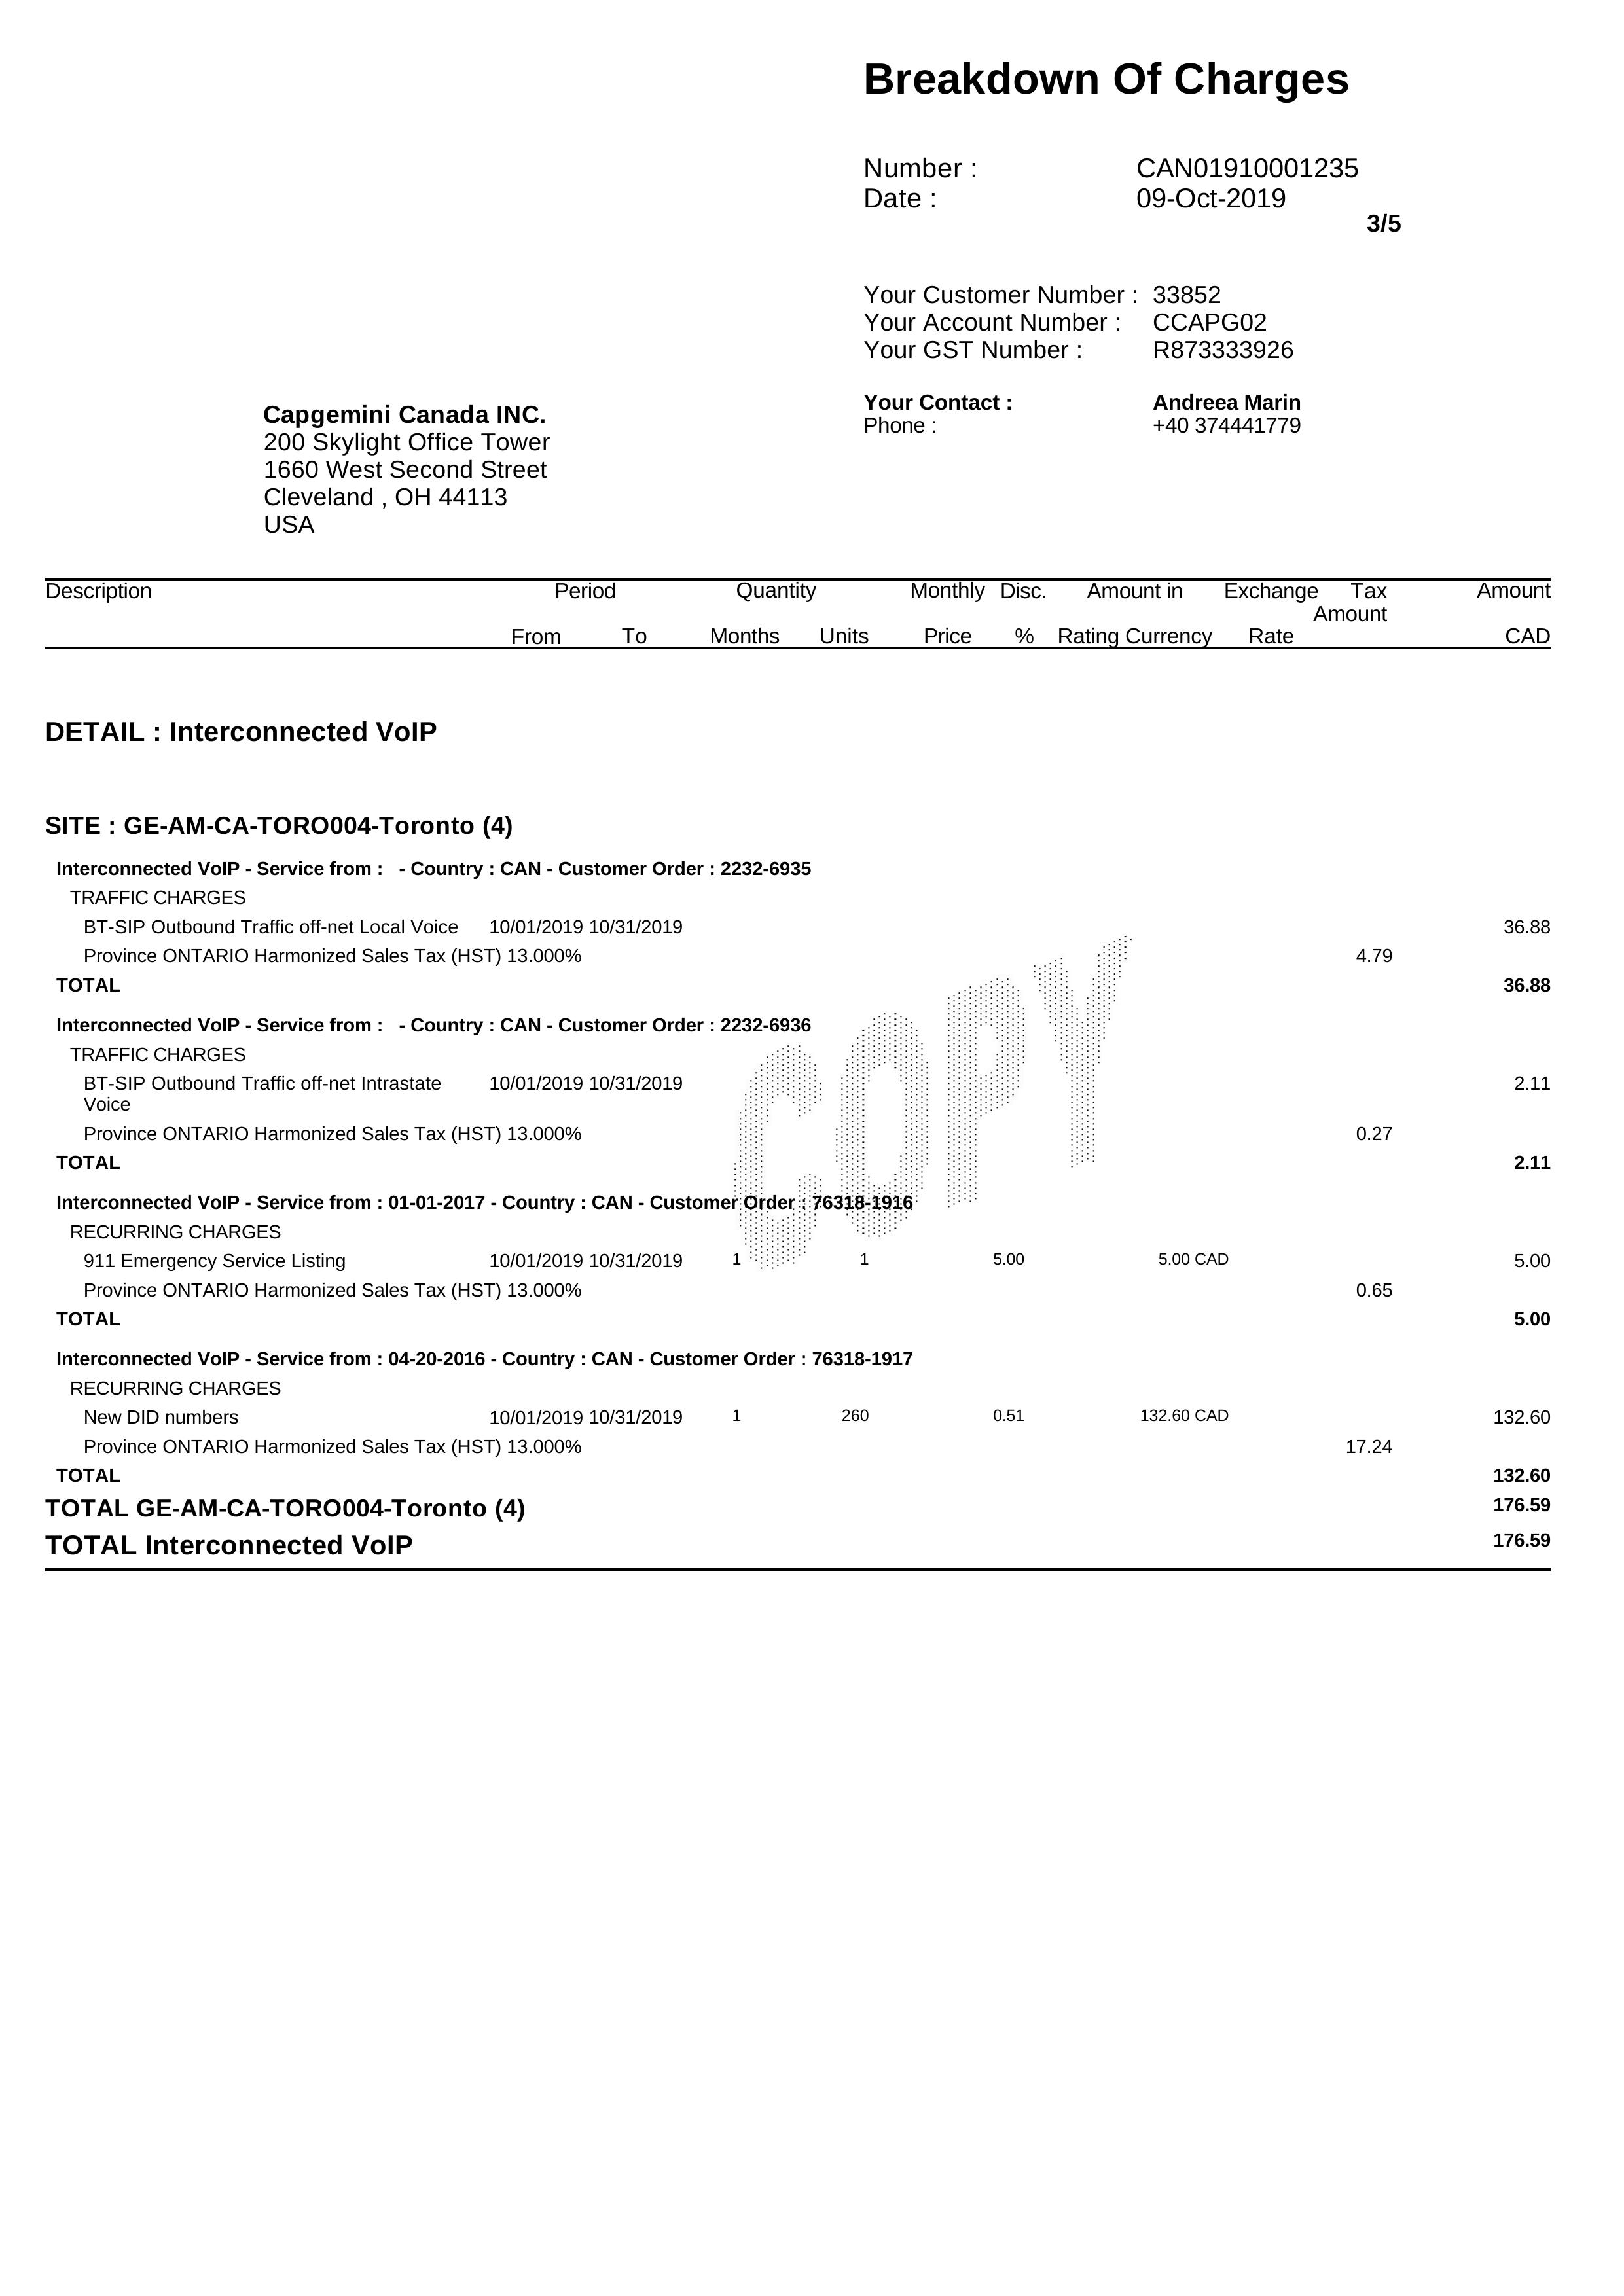 Breakdown Of Charges
Number : CAN01910001235
Date : 09-Oct-2019
3/5
Your Customer Number : 33852
Your Account Number : CCAPG02
Your GST Number : R873333926
Your Contact : Andreea Marin
Phone : +40 374441779
Capgemini Canada INC.
200 Skylight Office Tower
1660 West Second Street
Cleveland , OH 44113
USA
Description Period Quantity Monthly Disc. Amount in Exchange Tax Amount
Amount
From To Months Units Price % Rating Currency Rate CAD
DETAIL : Interconnected VoIP
SITE : GE-AM-CA-TORO004-Toronto (4)
Interconnected VoIP - Service from : - Country : CAN - Customer Order : 2232-6935
TRAFFIC CHARGES
BT-SIP Outbound Traffic off-net Local Voice 10/01/2019 10/31/2019 36.88
Province ONTARIO Harmonized Sales Tax (HST) 13.000% 4.79
TOTAL 36.88
Interconnected VoIP - Service from : - Country : CAN - Customer Order : 2232-6936
TRAFFIC CHARGES
BT-SIP Outbound Traffic off-net Intrastate 10/01/2019 10/31/2019 2.11
Voice
Province ONTARIO Harmonized Sales Tax (HST) 13.000% 0.27
TOTAL 2.11
Interconnected VoIP - Service from : 01-01-2017 - Country : CAN - Customer Order : 76318-1916
RECURRING CHARGES
911 Emergency Service Listing 10/01/2019 10/31/2019 1 1 5.00 5.00 CAD 5.00
Province ONTARIO Harmonized Sales Tax (HST) 13.000% 0.65
TOTAL 5.00
Interconnected VoIP - Service from : 04-20-2016 - Country : CAN - Customer Order : 76318-1917
RECURRING CHARGES
New DID numbers 10/01/2019 10/31/2019 1 260 0.51 132.60 CAD 132.60
Province ONTARIO Harmonized Sales Tax (HST) 13.000% 17.24
TOTAL 132.60
TOTAL GE-AM-CA-TORO004-Toronto (4) 176.59
TOTAL Interconnected VoIP 176.59
COPY